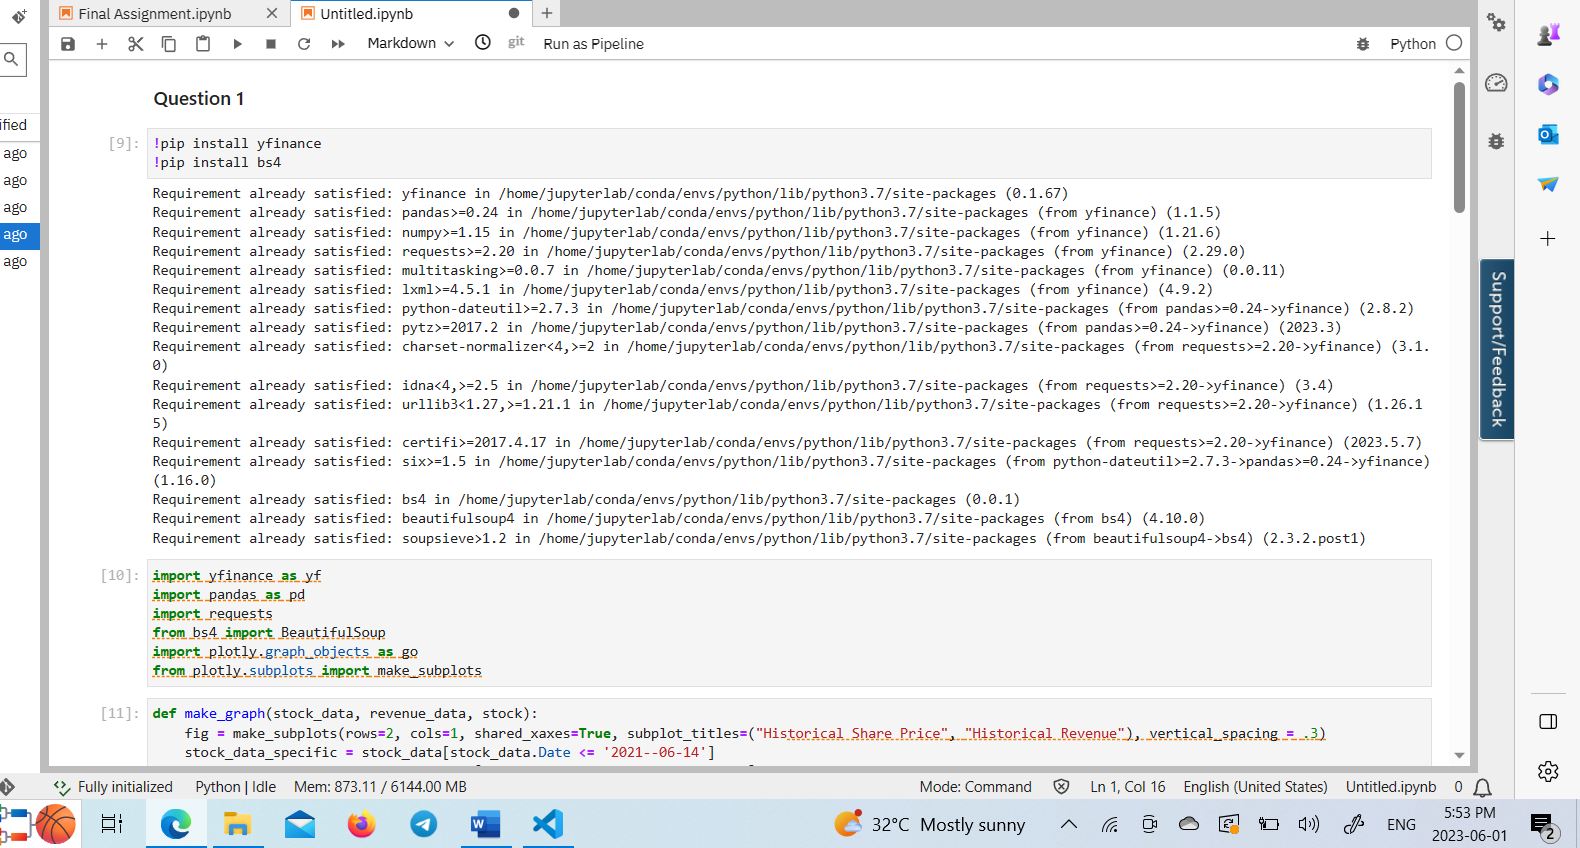 Final Assignment.ipynb
Untitled.ipynb
Markdown
git
Run as Pipeline
Python
ified
ago
ago
ago
ago
ago
Question 1
[9]:
!pip install yfinance
!pip install bs4
Requirement already satisfied: yfinance in /home/jupyterlab/conda/envs/python/lib/python3.7/site-packages (0.1.67)
Requirement already satisfied: pandas>=0.24 in /home/jupyterlab/conda/envs/python/lib/python3.7/site-packages (from yfinance) (1.1.5)
Requirement already satisfied: numpy>=1.15 in /home/jupyterlab/conda/envs/python/lib/python3.7/site-packages (from yfinance) (1.21.6)
Requirement already satisfied: requests>=2.20 in /home/jupyterlab/conda/envs/python/lib/python3.7/site-packages (from yfinance) (2.29.0)
Requirement already satisfied: multitasking>=0.0.7 in /home/jupyterlab/conda/envs/python/lib/python3.7/site-packages (from yfinance) (0.0.11)
Requirement already satisfied: lxml>=4.5.1 in /home/jupyterlab/conda/envs/python/lib/python3.7/site-packages (from yfinance) (4.9.2)
Requirement already satisfied: python-dateutil>=2.7.3 in /home/jupyterlab/conda/envs/python/lib/python3.7/site-packages (from pandas>=0.24->yfinance) (2.8.2)
Requirement already satisfied: pytz>=2017.2 in /home/jupyterlab/conda/envs/python/lib/python3.7/site-packages (from pandas>=0.24->yfinance) (2023.3)
Requirement already satisfied: charset-normalizer<4,>=2 in /home/jupyterlab/conda/envs/python/lib/python3.7/site-packages (from requests>=2.20->yfinance) (3.1.
0)
Requirement already satisfied: idna<4,>=2.5 in /home/jupyterlab/conda/envs/python/lib/python3.7/site-packages (from requests>=2.20->yfinance) (3.4)
Requirement already satisfied: urllib3<1.27,>=1.21.1 in /home/jupyterlab/conda/envs/python/lib/python3.7/site-packages (from requests>=2.20->yfinance) (1.26.1
5)
Requirement already satisfied: certifi>=2017.4.17 in /home/jupyterlab/conda/envs/python/lib/python3.7/site-packages (from requests>=2.20->yfinance) (2023.5.7)
Requirement already satisfied: six>=1.5 in /home/jupyterlab/conda/envs/python/lib/python3.7/site-packages (from python-dateutil>=2.7.3->pandas>=0.24->yfinance)
(1.16.0)
Requirement already satisfied: bs4 in /home/jupyterlab/conda/envs/python/lib/python3.7/site-packages (0.0.1)
Requirement already satisfied: beautifulsoup4 in /home/jupyterlab/conda/envs/python/lib/python3.7/site-packages (from bs4) (4.10.0)
Requirement already satisfied: soupsieve>1.2 in /home/jupyterlab/conda/envs/python/lib/python3.7/site-packages (from beautifulsoup4->bs4) (2.3.2.post1)
[10]:
import yfinance as yf
import pandas as pd
import requests
from bs4 import BeautifulSoup
import plotly.graph_objects as go
from plotly.subplots import make_subplots
[11]:
def make_graph(stock_data, revenue_data, stock):
    fig = make_subplots(rows=2, cols=1, shared_xaxes=True, subplot_titles=("Historical Share Price", "Historical Revenue"), vertical_spacing = .3)
    stock_data_specific = stock_data[stock_data.Date <= '2021--06-14']
Support/Feedback
Fully initialized
Python | Idle
Mem: 873.11 / 6144.00 MB
Mode: Command
Ln 1, Col 16
English (United States)
Untitled.ipynb
0
32°C Mostly sunny
ENG
5:53 PM
2023-06-01
2